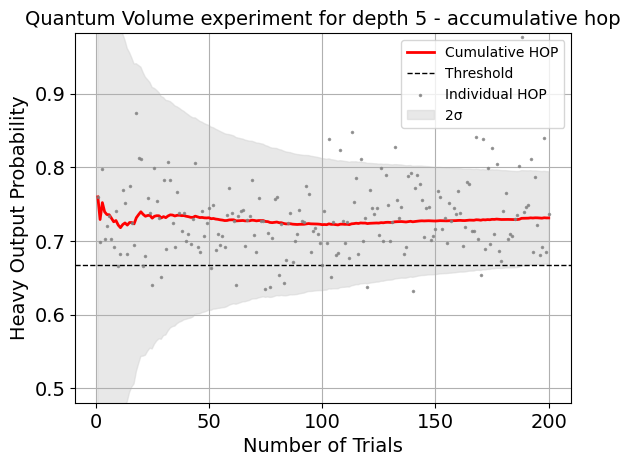 Quantum Volume experiment for depth 5 - accumulative hop
Heavy Output Probability
0.9
0.8
0.7
0.6
0.5
Cumulative HOP
Threshold
Individual HOP
2σ
0 50 100 150 200
Number of Trials